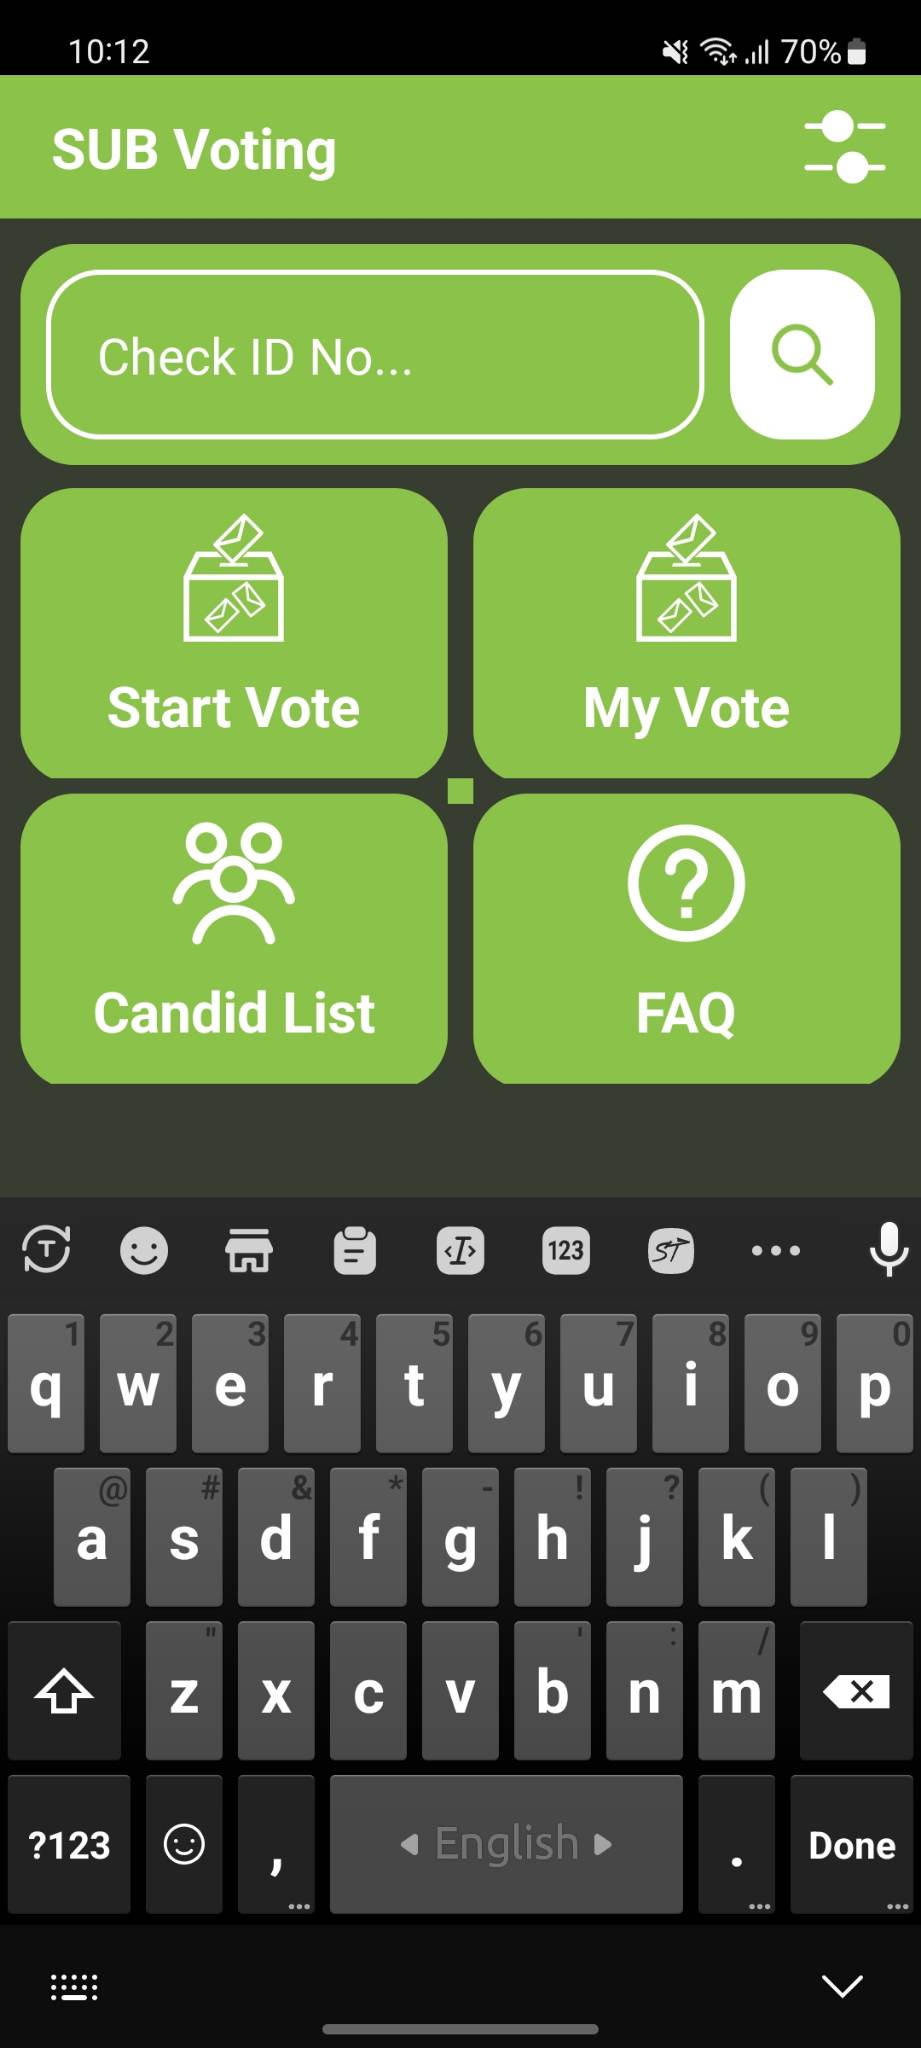 10:12 70%
SUB Voting
Check ID No...
Start Vote My Vote
Candid List FAQ
T 123 ST
1 2 3 4 5 6 7 8 9 0
q w e r t y u i o p
@ # & * - ! ? ( )
a s d f g h j k l
" ' : /
z x c v b n m
?123 , English . Done